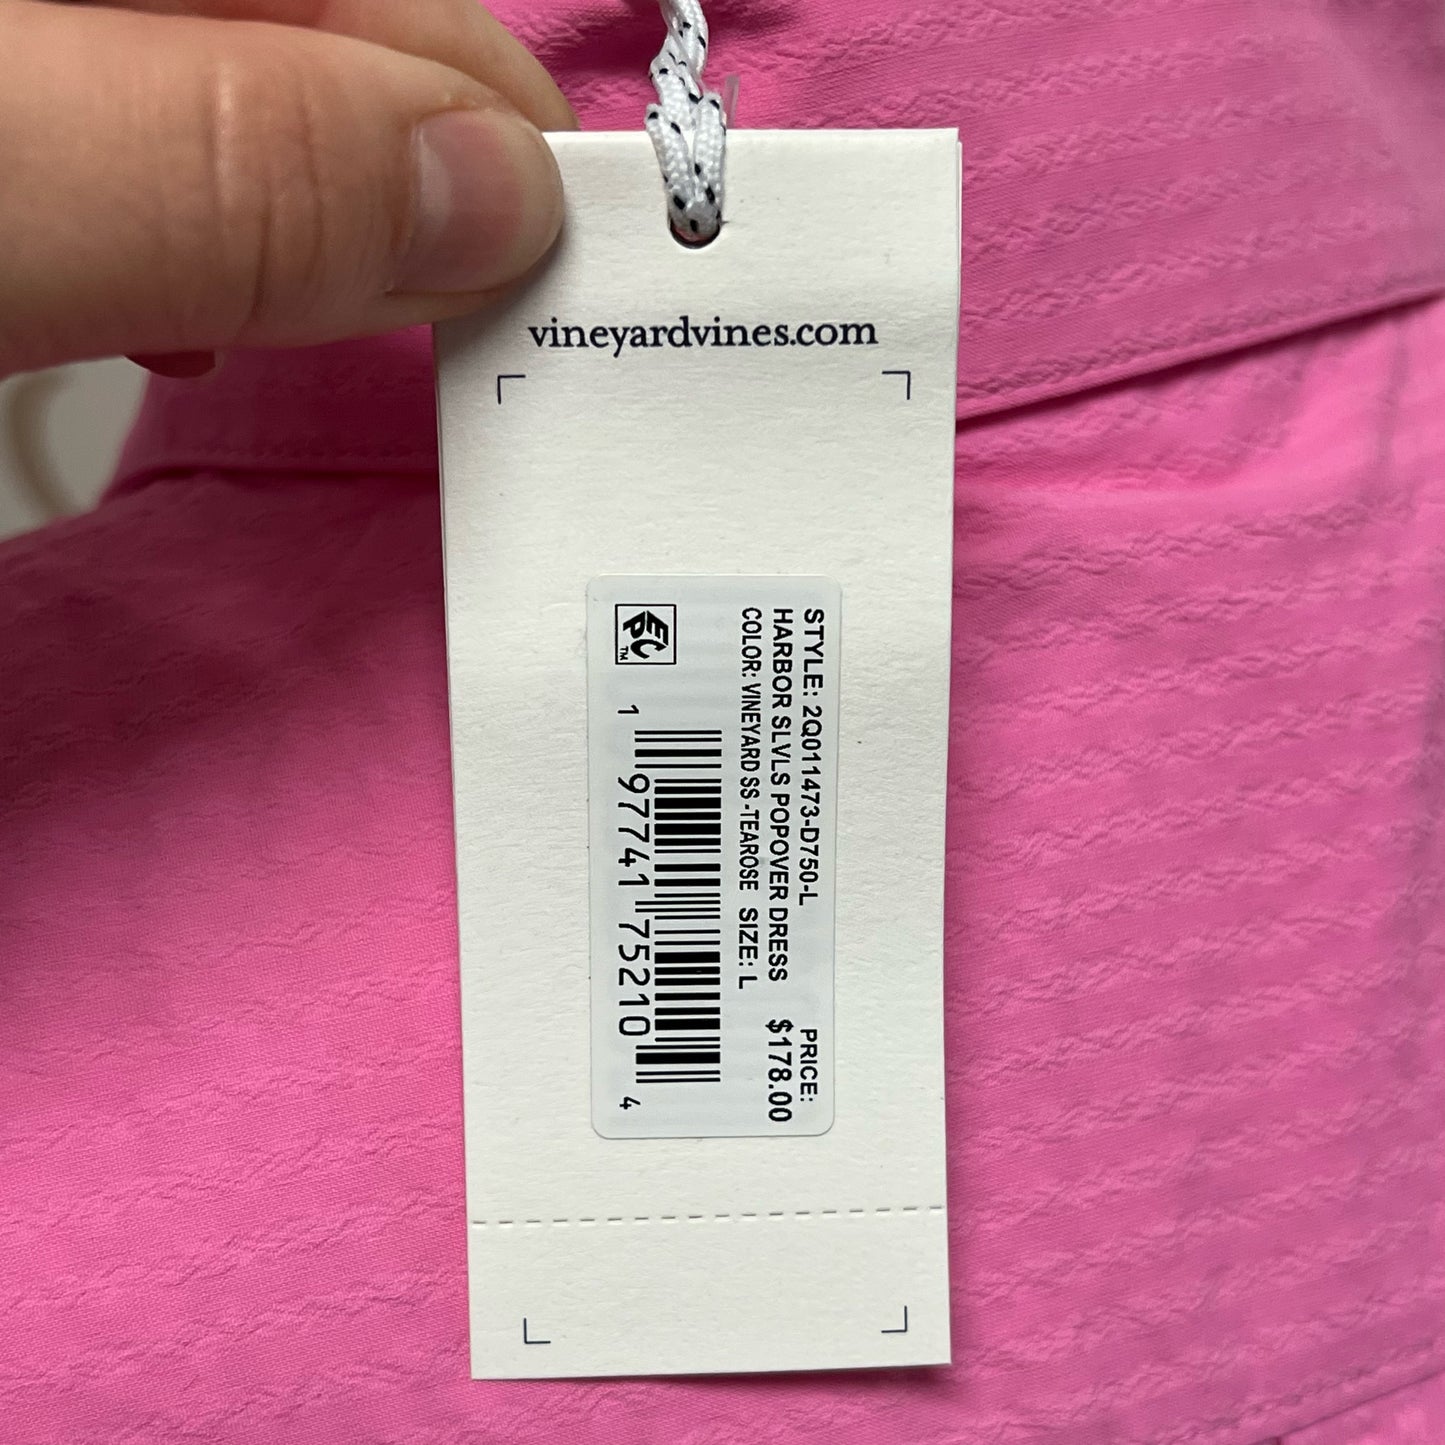 vineyardvines.com
STYLE: 2Q011473-D750-L
HARBOR SLVLS POPOVER DRESS
COLOR: VINEYARD SS -TEAROSE SIZE: L
PRICE:
$178.00
EPC™
1 97741 75210 4